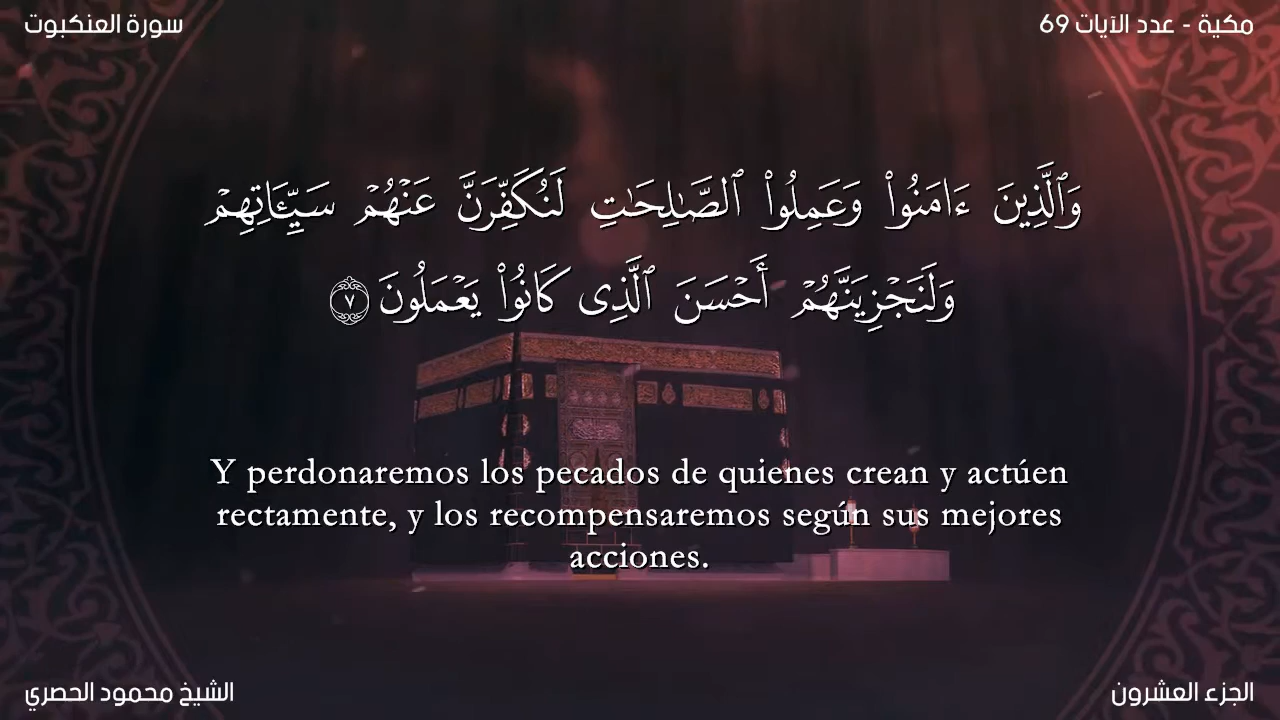 سورة العنكبوت
مكية - عدد الآيات 69
وَٱلَّذِينَ ءَامَنُوا۟ وَعَمِلُوا۟ ٱلصَّـٰلِحَـٰتِ لَنُكَفِّرَنَّ عَنْهُمْ سَيِّـَٔاتِهِمْ
وَلَنَجْزِيَنَّهُمْ أَحْسَنَ ٱلَّذِى كَانُوا۟ يَعْمَلُونَ ٧
Y perdonaremos los pecados de quienes crean y actúen
rectamente, y los recompensaremos según sus mejores
acciones.
الشيخ محمود الحصري
الجزء العشرون